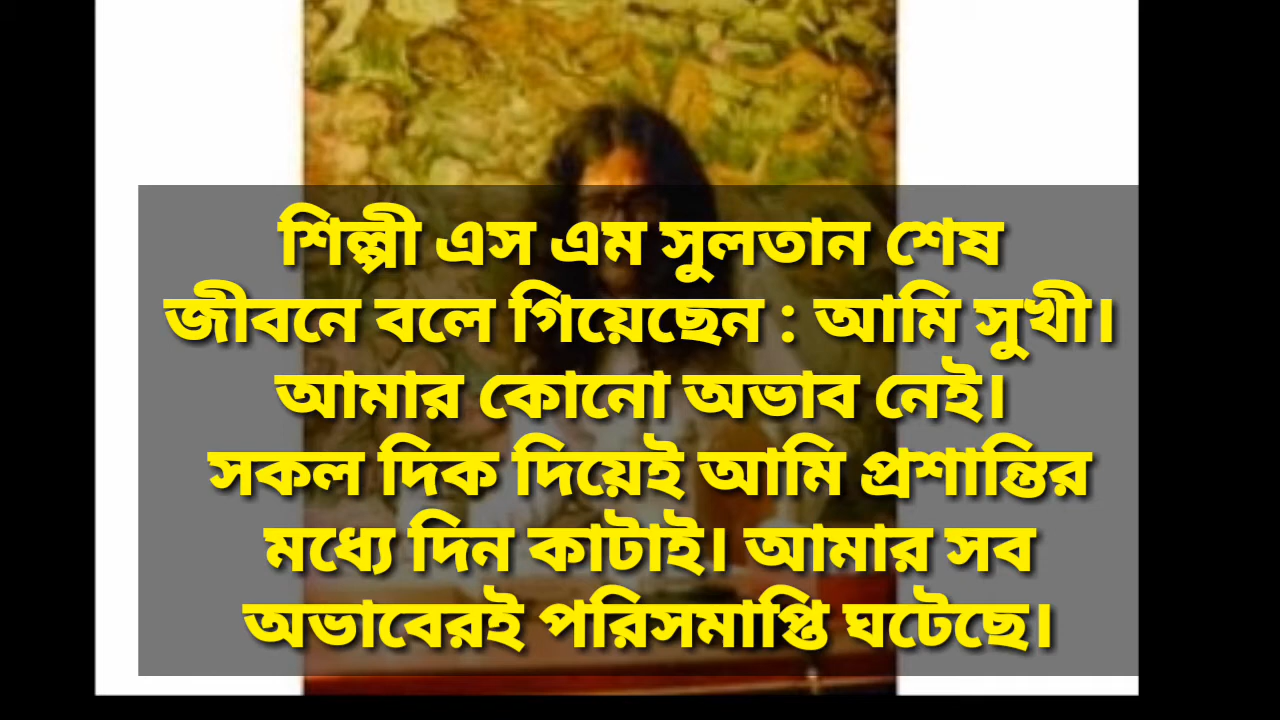 শিল্পী এস এম সুলতান শেষ
জীবনে বলে গিয়েছেন : আমি সুখী।
আমার কোনো অভাব নেই।
সকল দিক দিয়েই আমি প্রশান্তির
মধ্যে দিন কাটাই। আমার সব
অভাবেরই পরিসমাপ্তি ঘটেছে।